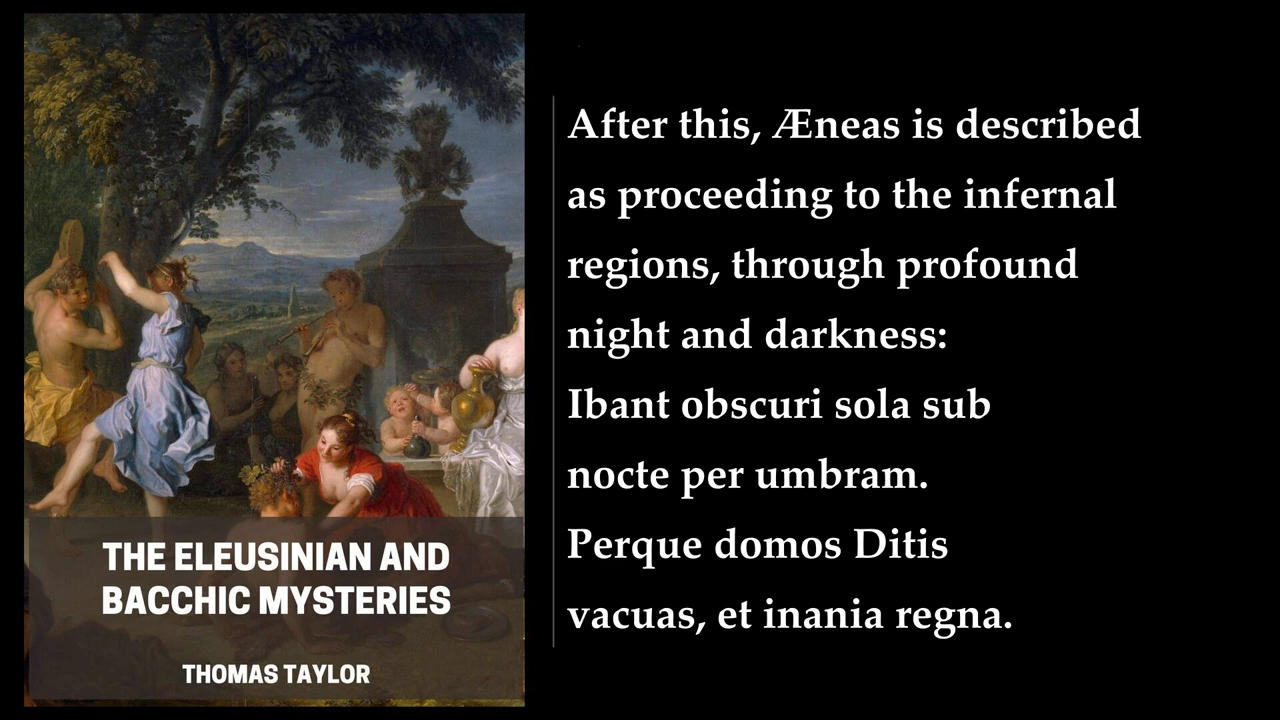 THE ELEUSINIAN AND
BACCHIC MYSTERIES
THOMAS TAYLOR
After this, Æneas is described
as proceeding to the infernal
regions, through profound
night and darkness:
Ibant obscuri sola sub
nocte per umbram.
Perque domos Ditis
vacuas, et inania regna.